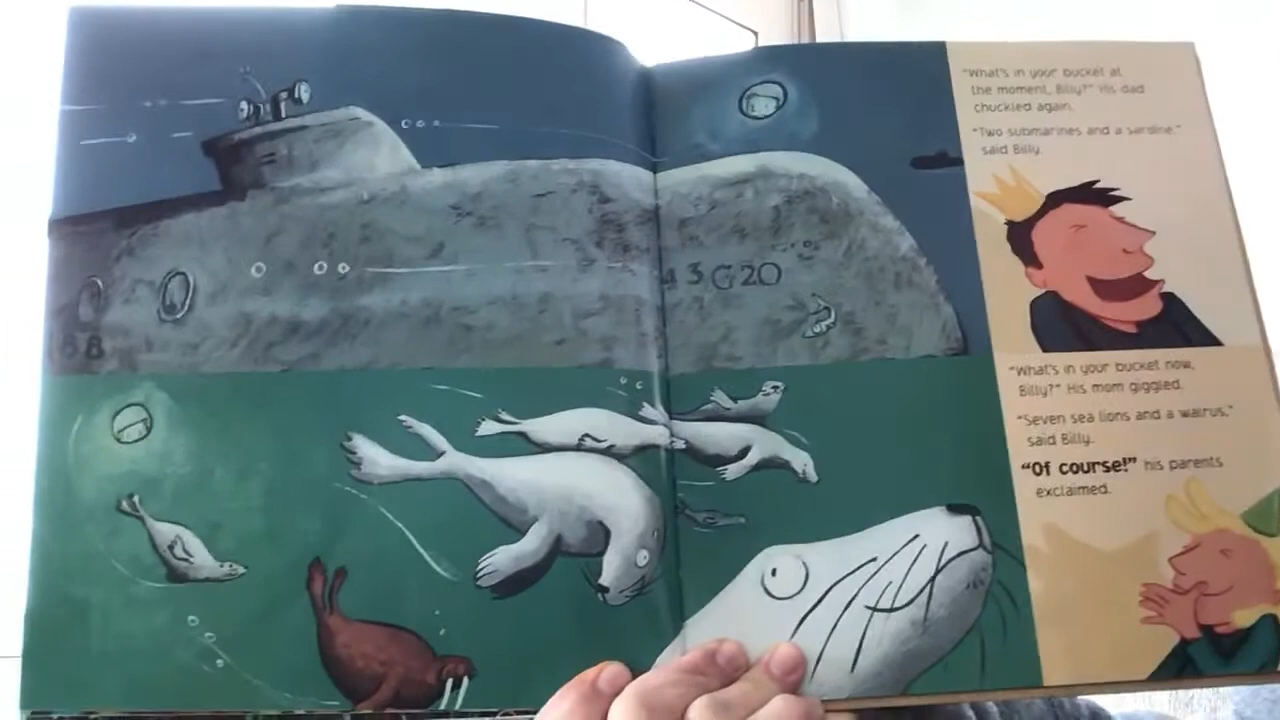 88
43G20
"What's in your bucket at
the moment, Billy?" His dad
chuckled again.
"Two submarines and a sardine,"
said Billy.
"What's in your bucket now,
Billy?" His mom giggled.
"Seven sea lions and a walrus,"
said Billy.
"Of course!" his parents
exclaimed.